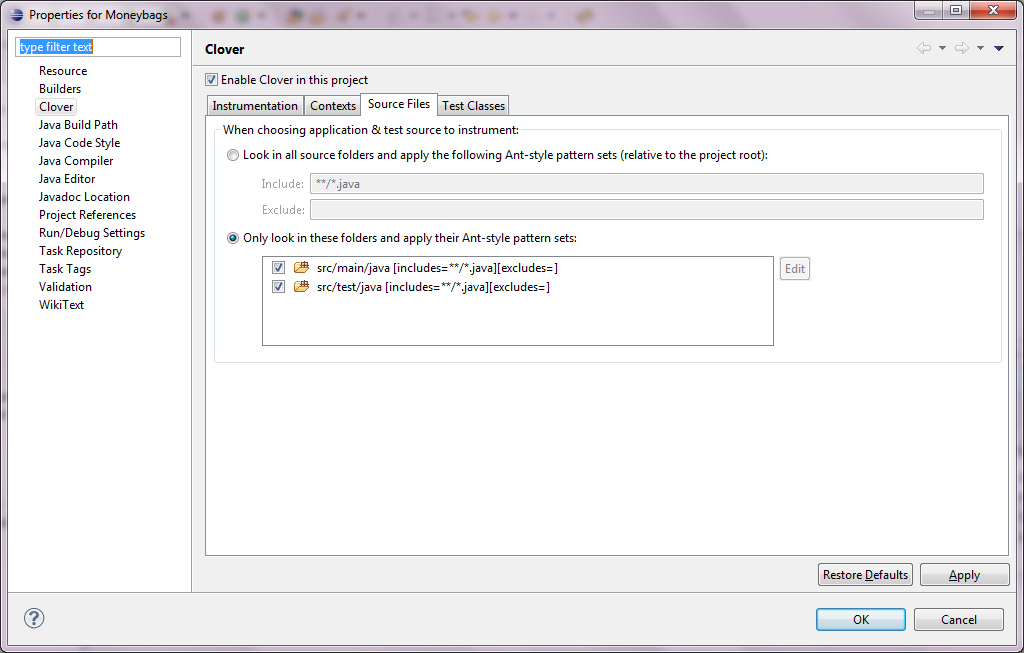 Properties for Moneybags
type filter text
Resource
Builders
Clover
Java Build Path
Java Code Style
Java Compiler
Java Editor
Javadoc Location
Project References
Run/Debug Settings
Task Repository
Task Tags
Validation
WikiText
Clover
Enable Clover in this project
Instrumentation Contexts Source Files Test Classes
When choosing application & test source to instrument:
Look in all source folders and apply the following Ant-style pattern sets (relative to the project root):
Include: **/*.java
Exclude:
Only look in these folders and apply their Ant-style pattern sets:
src/main/java [includes=**/*.java][excludes=]
src/test/java [includes=**/*.java][excludes=]
Edit
Restore Defaults Apply
? OK Cancel